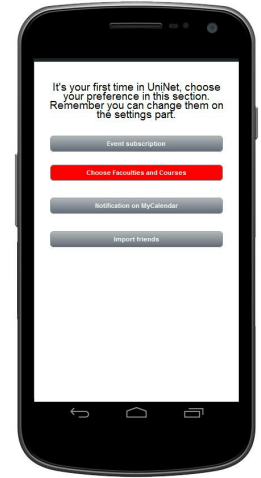 It's your first time in UniNet, choose
your preference in this section.
Remember you can change them on
the settings part.
Event subscription
Choose Facoulties and Courses
Notification on MyCalendar
Import friends